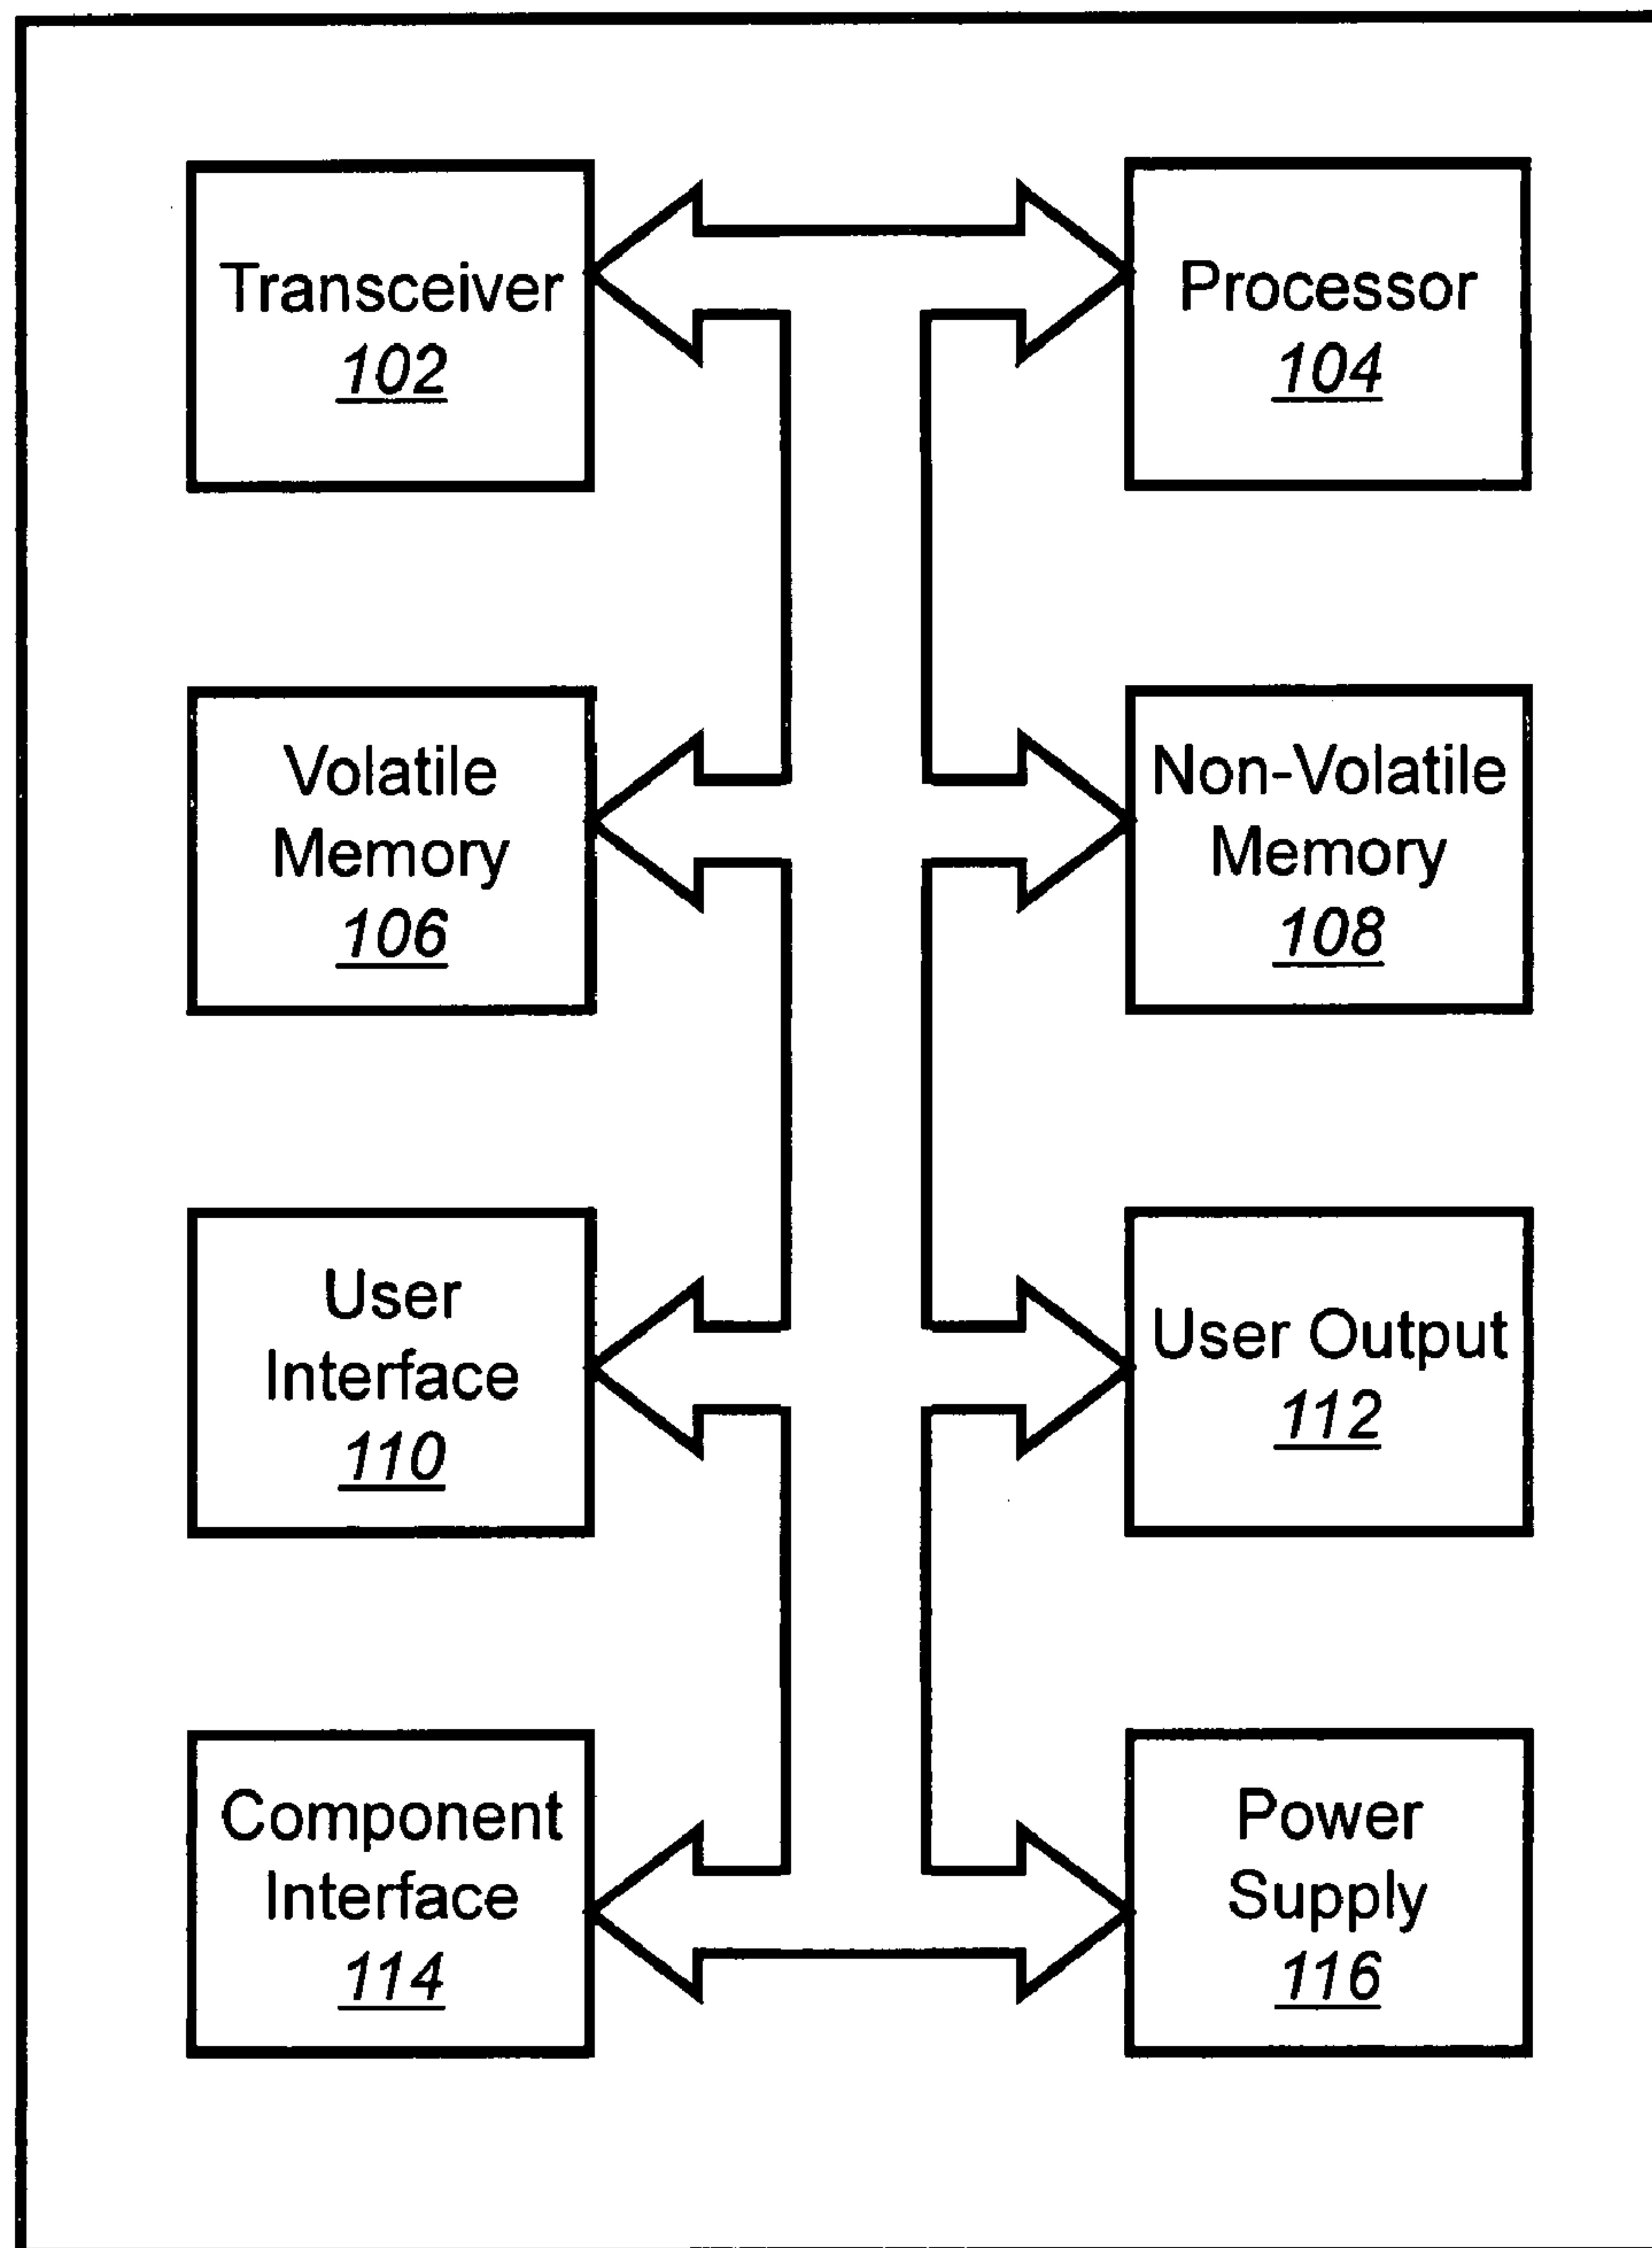 Transceiver
102
Processor
104
Volatile
Memory
106
Non-Volatile
Memory
108
User
Interface
110
User Output
112
Component
Interface
114
Power
Supply
116